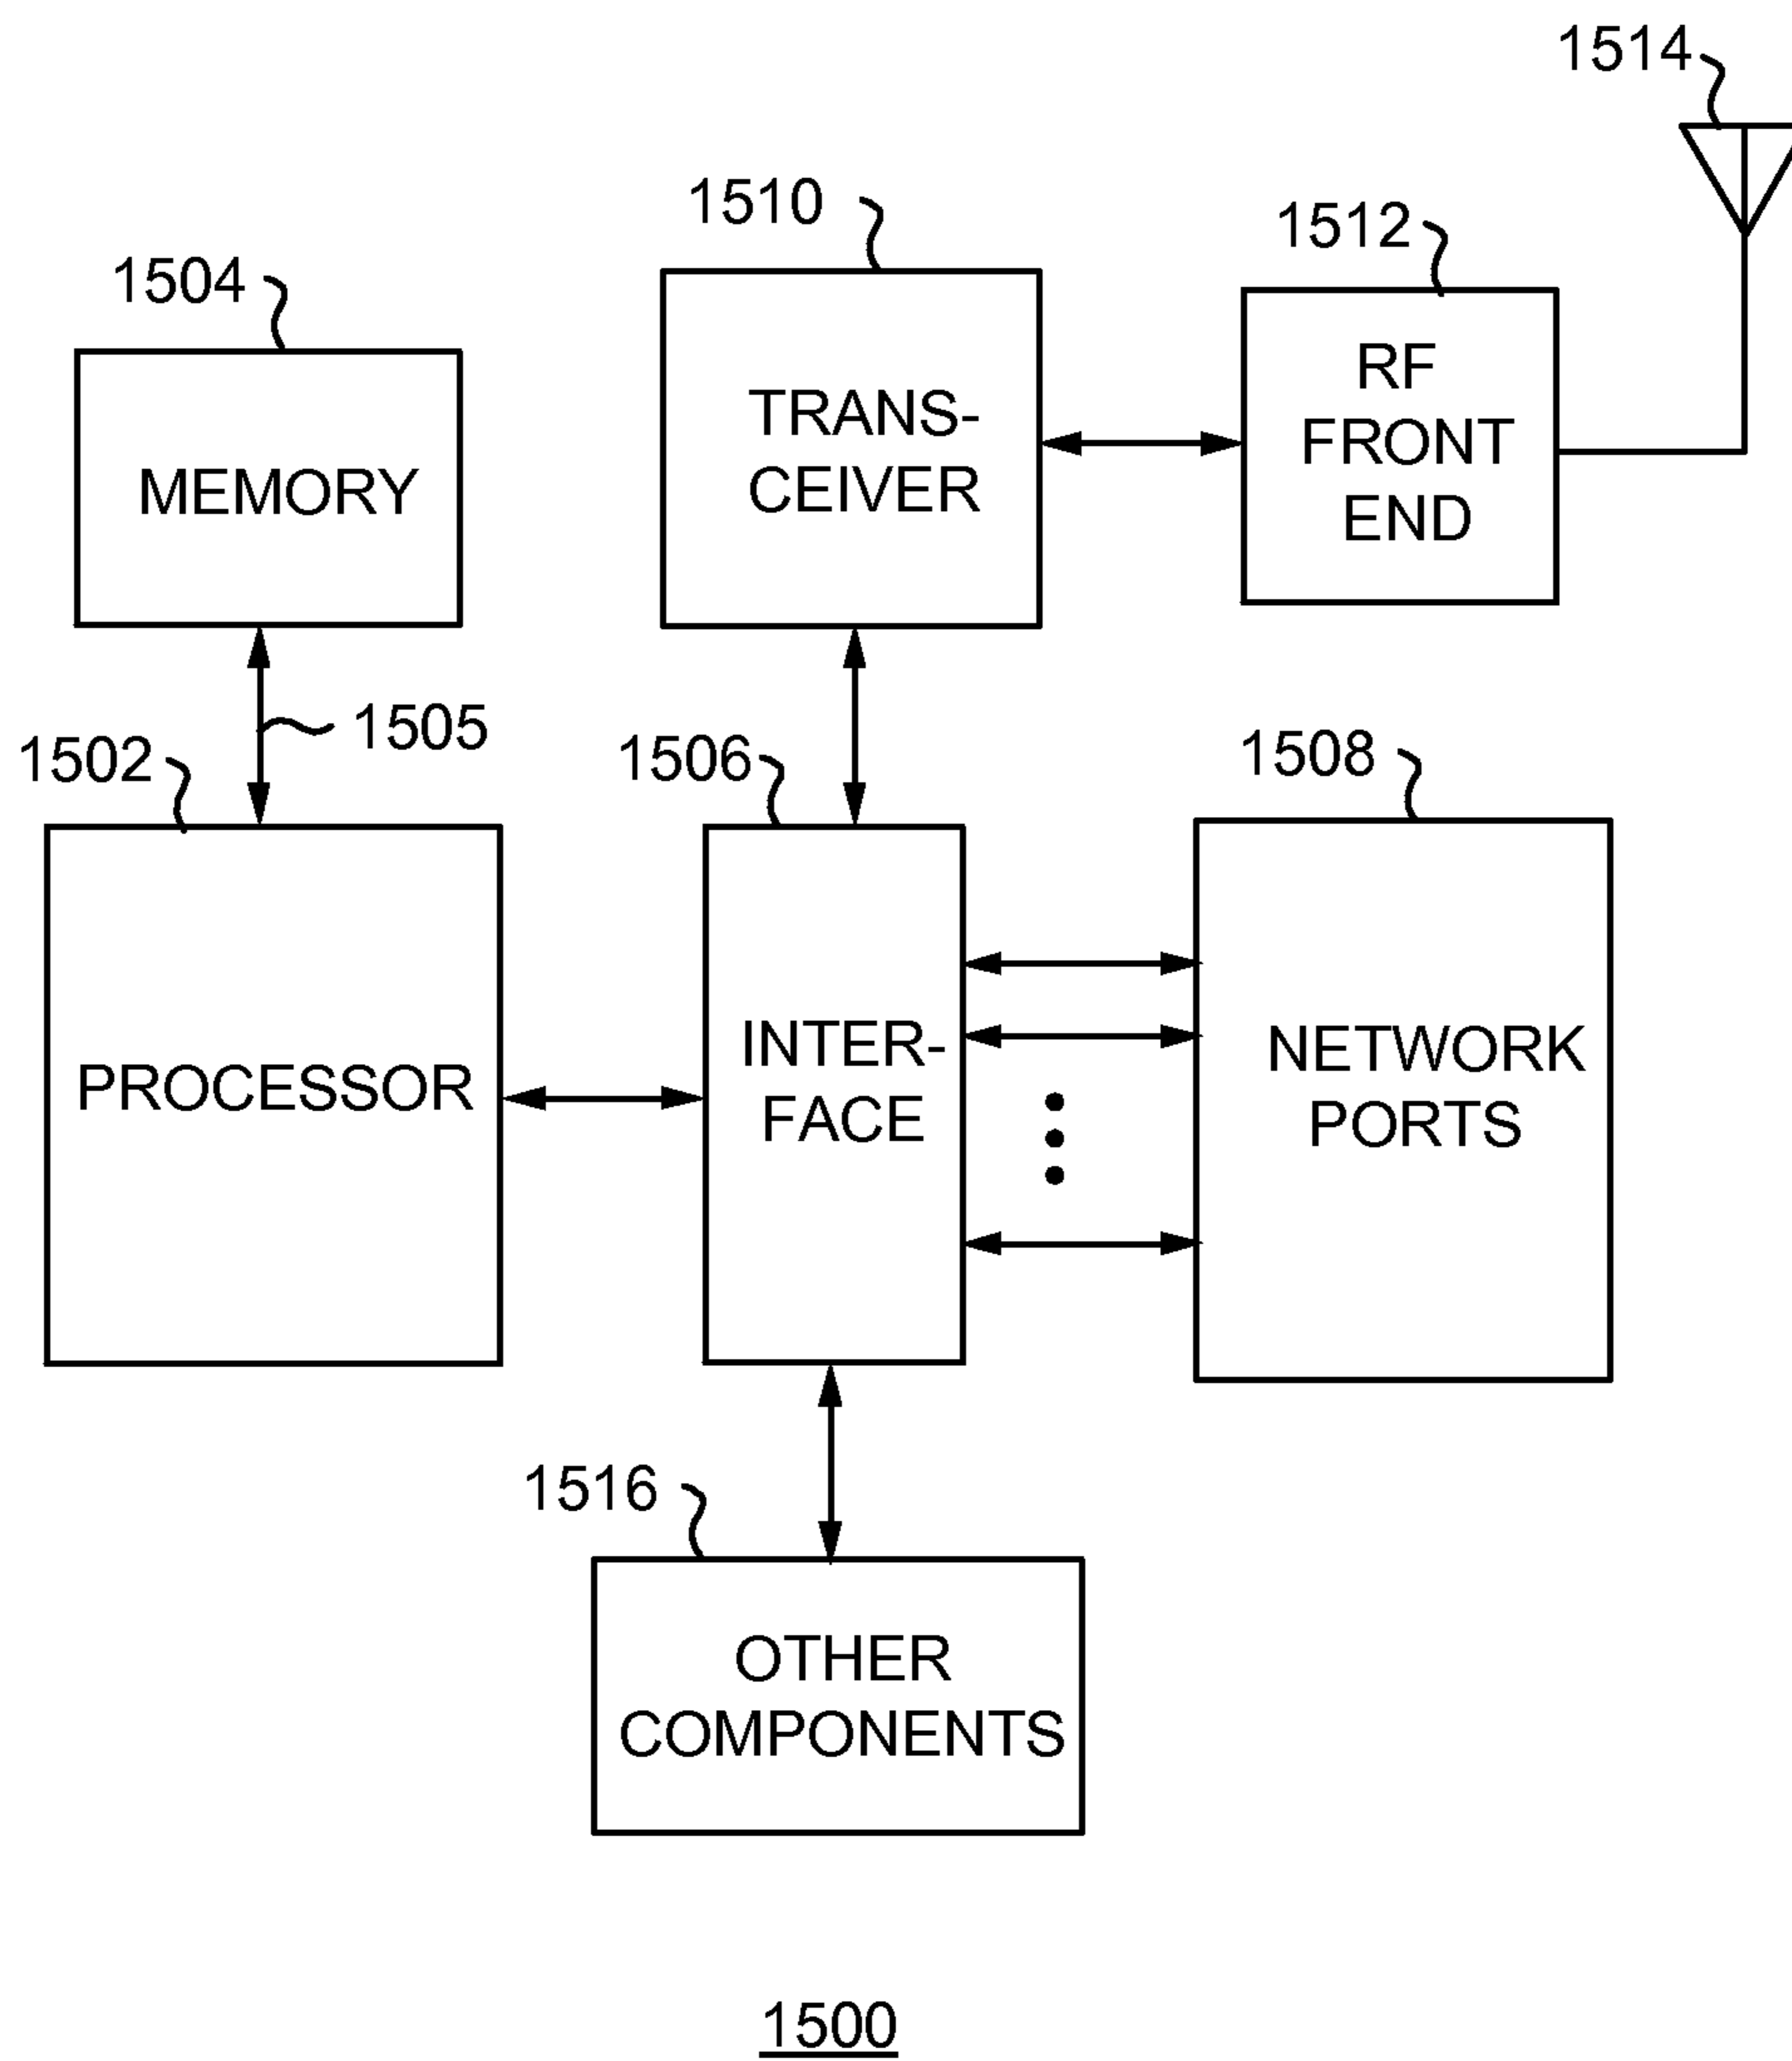 1514
1510
1512
1504
RF
FRONT
END
TRANS-
CEIVER
MEMORY
1505
1502
1506
1508
PROCESSOR
INTER-
FACE
NETWORK
PORTS
1516
OTHER
COMPONENTS
1500